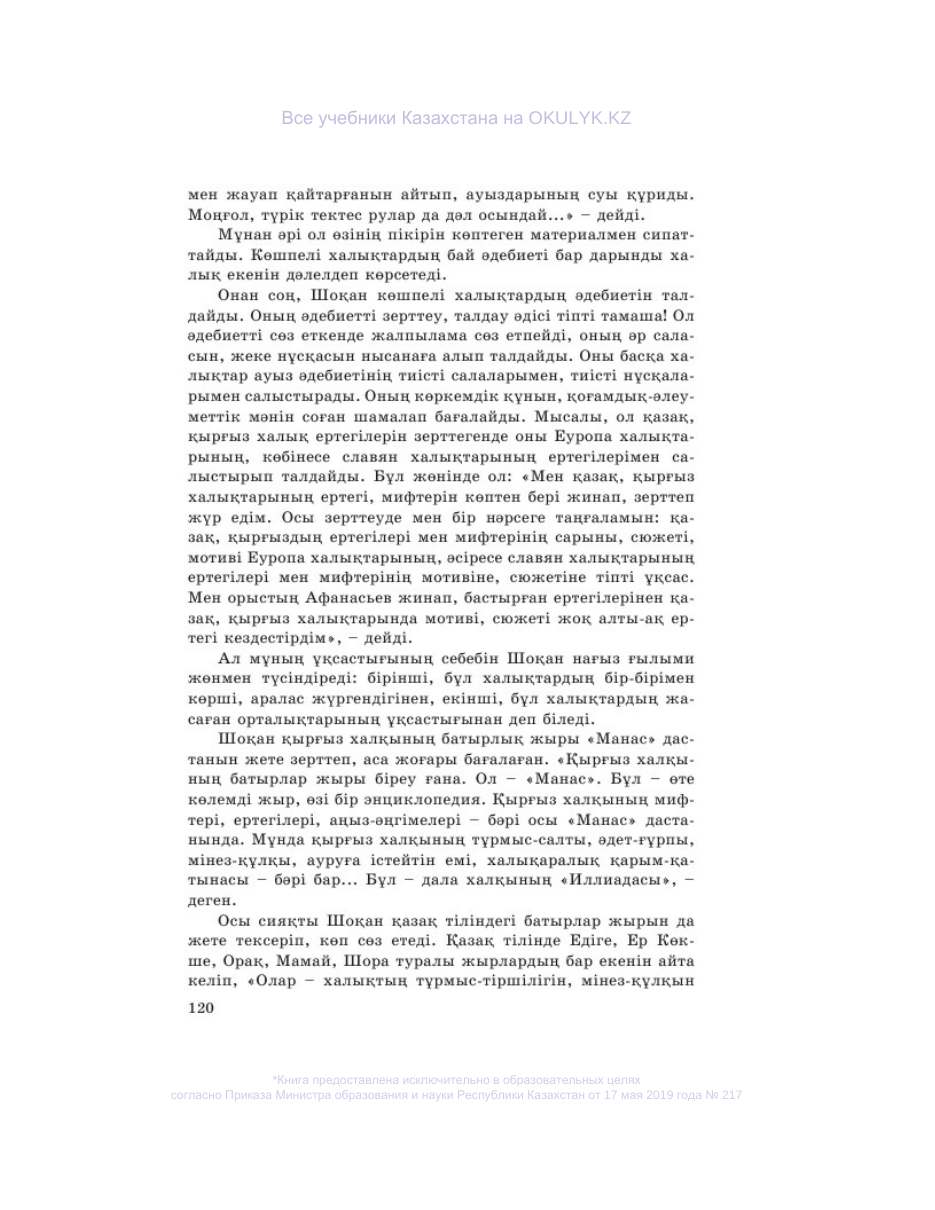 Все учебники Казахстана на OKULYK.KZ
мен жауап қайтарғанын айтып, ауыздарының суы құриды.
Моңғол, түрік тектес рулар да дәл осындай...» – дейді.
Мұнан әрі ол өзінің пікірін көптеген материалмен сипат-
тайды. Көшпелі халықтардың бай әдебиеті бар дарынды ха-
лық екенін дәлелдеп көрсетеді.
Онан соң, Шоқан көшпелі халықтардың әдебиетін тал-
дайды. Оның әдебиетті зерттеу, талдау әдісі тіпті тамаша! Ол
әдебиетті сөз еткенде жалпылама сөз етпейді, оның әр сала-
сын, жеке нұсқасын нысанаға алып талдайды. Оны басқа ха-
лықтар ауыз әдебиетінің тиісті салаларымен, тиісті нұсқала-
рымен салыстырады. Оның көркемдік құнын, қоғамдық-әлеу-
меттік мәнін соған шамалап бағалайды. Мысалы, ол қазақ,
қырғыз халық ертегілерін зерттегенде оны Еуропа халықта-
рының, көбінесе славян халықтарының ертегілерімен са-
лыстырып талдайды. Бұл жөнінде ол: «Мен қазақ, қырғыз
халықтарының ертегі, мифтерін көптен бері жинап, зерттеп
жүр едім. Осы зерттеуде мен бір нәрсеге таңғаламын: қа-
зақ, қырғыздың ертегілері мен мифтерінің сарыны, сюжеті,
мотиві Еуропа халықтарының, әсіресе славян халықтарының
ертегілері мен мифтерінің мотивіне, сюжетіне тіпті ұқсас.
Мен орыстың Афанасьев жинап, бастырған ертегілерінен қа-
зақ, қырғыз халықтарында мотиві, сюжеті жоқ алты-ақ ер-
тегі кездестірдім», – дейді.
Ал мұның ұқсастығының себебін Шоқан нағыз ғылыми
жөнмен түсіндіреді: бірінші, бұл халықтардың бір-бірімен
көрші, аралас жүргендігінен, екінші, бұл халықтардың жа-
саған орталықтарының ұқсастығынан деп біледі.
Шоқан қырғыз халқының батырлық жыры «Манас» дас-
танын жете зерттеп, аса жоғары бағалаған. «Қырғыз халқы-
ның батырлар жыры біреу ғана. Ол – «Манас». Бұл – өте
көлемді жыр, өзі бір энциклопедия. Қырғыз халқының миф-
тері, ертегілері, аңыз-әңгімелері – бәрі осы «Манас» даста-
нында. Мұнда қырғыз халқының тұрмыс-салты, әдет-ғұрпы,
мінез-құлқы, ауруға істейтін емі, халықаралық қарым-қа-
тынасы – бәрі бар... Бұл – дала халқының «Иллиадасы», –
деген.
Осы сияқты Шоқан қазақ тіліндегі батырлар жырын да
жете тексеріп, көп сөз етеді. Қазақ тілінде Едіге, Ер Көк-
ше, Орақ, Мамай, Шора туралы жырлардың бар екенін айта
келіп, «Олар – халықтың тұрмыс-тіршілігін, мінез-құлқын
120
*Книга предоставлена исключительно в образовательных целях
согласно Приказа Министра образования и науки Республики Казахстан от 17 мая 2019 года № 217